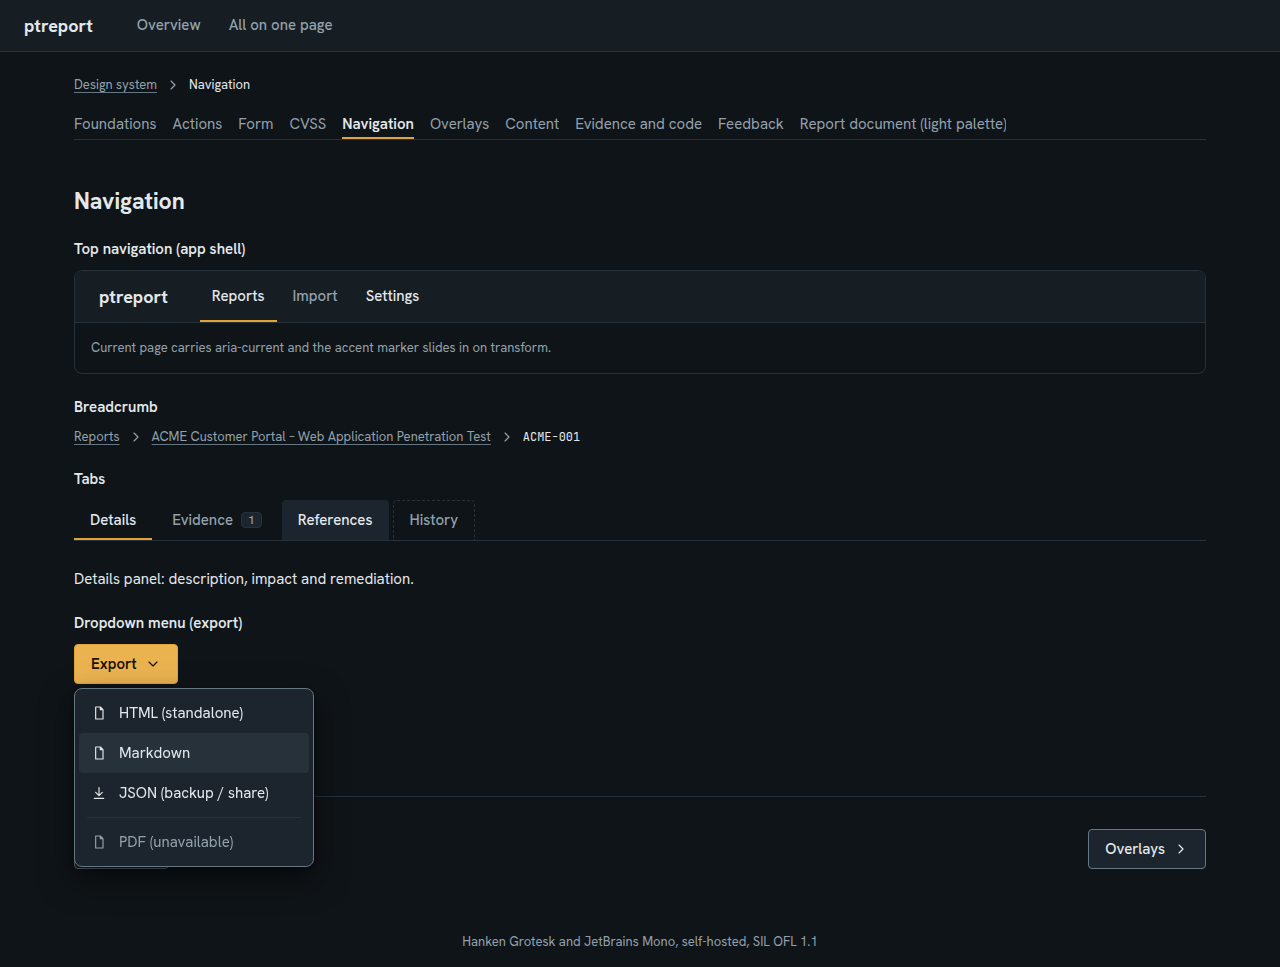 ptreport Overview All on one page
Design system > Navigation
Foundations Actions Form CVSS Navigation Overlays Content Evidence and code Feedback Report document (light palette)
Navigation
Top navigation (app shell)
ptreport Reports Import Settings
Current page carries aria-current and the accent marker slides in on transform.
Breadcrumb
Reports > ACME Customer Portal – Web Application Penetration Test > ACME-001
Tabs
Details Evidence 1 References History
Details panel: description, impact and remediation.
Dropdown menu (export)
Export
HTML (standalone)
Markdown
JSON (backup / share)
PDF (unavailable)
Overlays
Hanken Grotesk and JetBrains Mono, self-hosted, SIL OFL 1.1